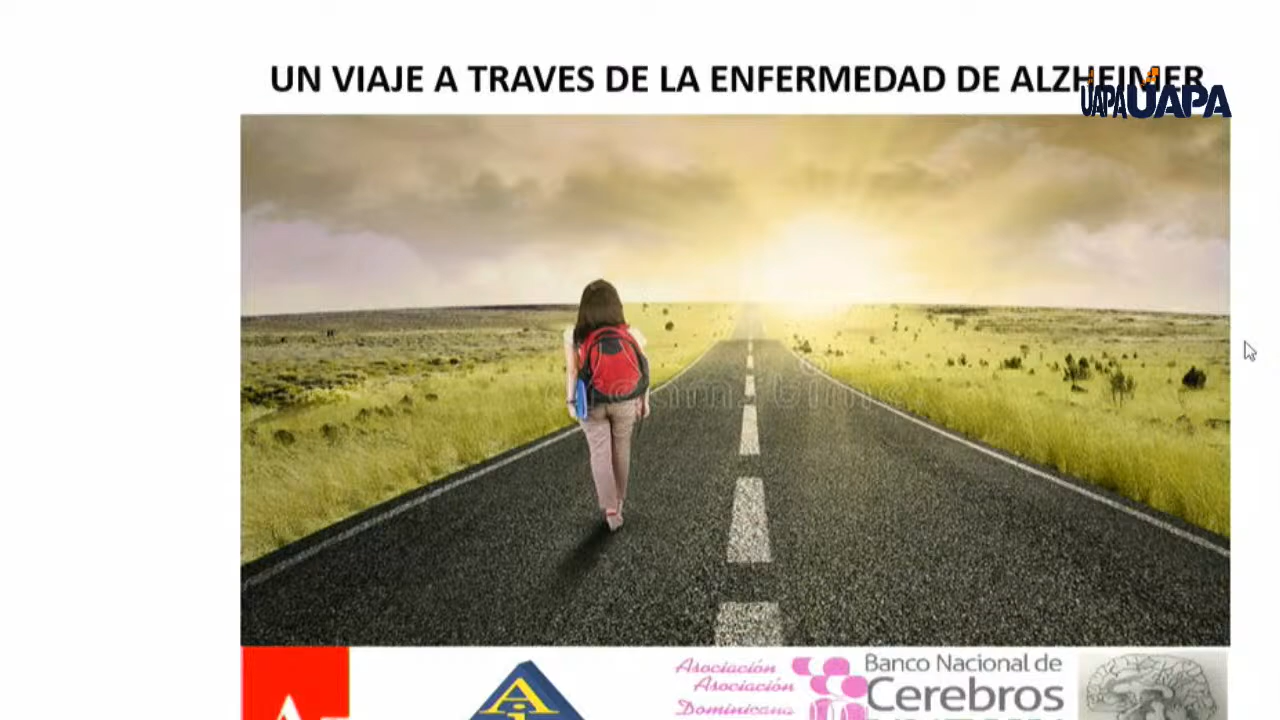 UN VIAJE A TRAVES DE LA ENFERMEDAD DE ALZHEIMER
UAPA UAPA
Asociación
Asociación
Dominicana
Banco Nacional de
Cerebros